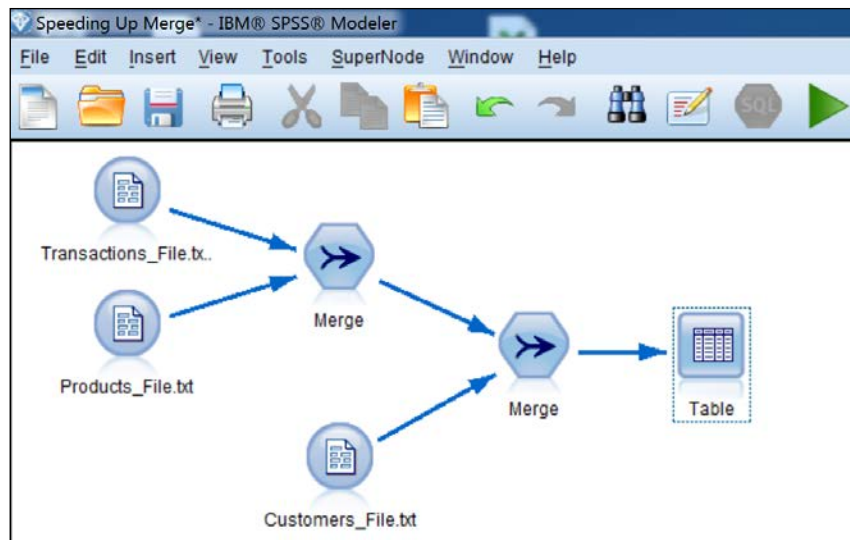 Speeding Up Merge* - IBM® SPSS® Modeler
File Edit Insert View Tools SuperNode Window Help
SQL
Transactions_File.tx..
Merge
Products_File.txt
Merge
Table
Customers_File.txt